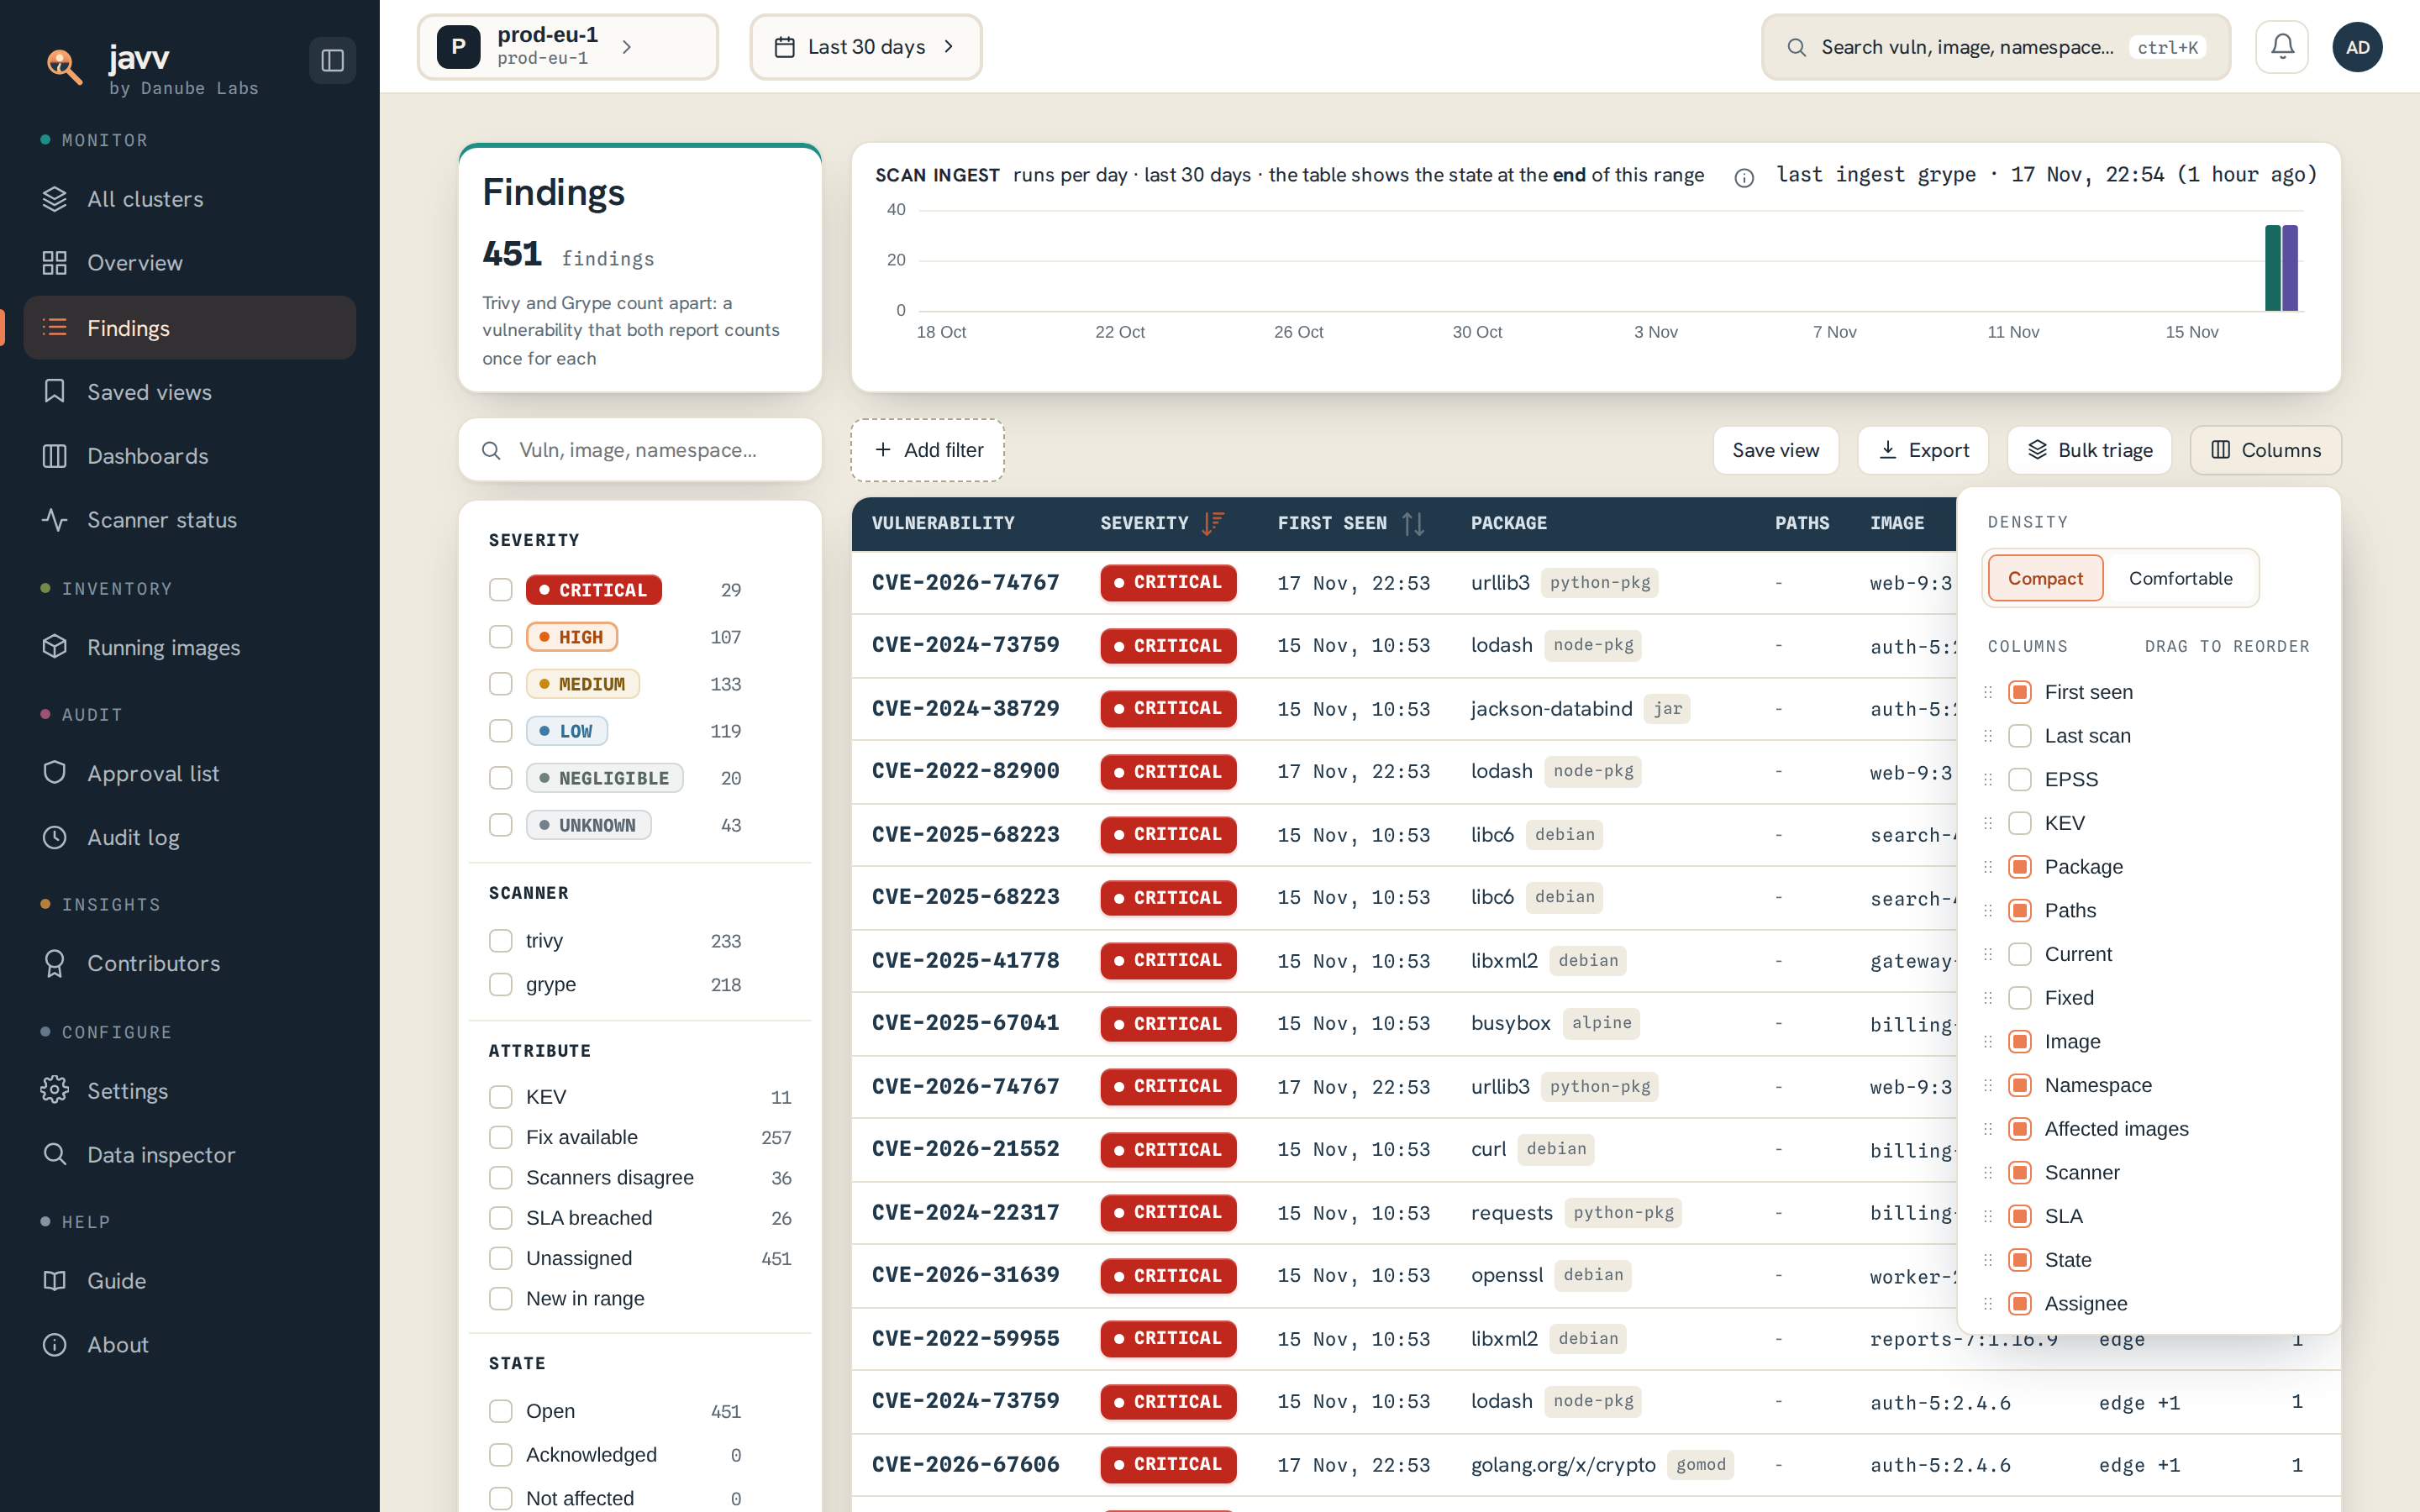 javv
by Danube Labs
MONITOR
All clusters
Overview
Findings
Saved views
Dashboards
Scanner status
INVENTORY
Running images
AUDIT
Approval list
Audit log
INSIGHTS
Contributors
CONFIGURE
Settings
Data inspector
HELP
Guide
About
P
prod-eu-1
prod-eu-1
Last 30 days
Search vuln, image, namespace... ctrl+K
AD
Findings
451 findings
Trivy and Grype count apart: a
vulnerability that both report counts
once for each
SCAN INGEST runs per day · last 30 days · the table shows the state at the end of this range
last ingest grype · 17 Nov, 22:54 (1 hour ago)
40
20
0
18 Oct 22 Oct 26 Oct 30 Oct 3 Nov 7 Nov 11 Nov 15 Nov
Vuln, image, namespace...
Add filter
Save view
Export
Bulk triage
Columns
SEVERITY
CRITICAL 29
HIGH 107
MEDIUM 133
LOW 119
NEGLIGIBLE 20
UNKNOWN 43
SCANNER
trivy 233
grype 218
ATTRIBUTE
KEV 11
Fix available 257
Scanners disagree 36
SLA breached 26
Unassigned 451
New in range
STATE
Open 451
Acknowledged 0
Not affected 0
VULNERABILITY SEVERITY FIRST SEEN PACKAGE PATHS IMAGE
CVE-2026-74767 CRITICAL 17 Nov, 22:53 urllib3 python-pkg - web-9:3
CVE-2024-73759 CRITICAL 15 Nov, 10:53 lodash node-pkg - auth-5:
CVE-2024-38729 CRITICAL 15 Nov, 10:53 jackson-databind jar - auth-5:
CVE-2022-82900 CRITICAL 17 Nov, 22:53 lodash node-pkg - web-9:3
CVE-2025-68223 CRITICAL 15 Nov, 10:53 libc6 debian - search-
CVE-2025-68223 CRITICAL 15 Nov, 10:53 libc6 debian - search-
CVE-2025-41778 CRITICAL 15 Nov, 10:53 libxml2 debian - gateway-
CVE-2025-67041 CRITICAL 15 Nov, 10:53 busybox alpine - billing-
CVE-2026-74767 CRITICAL 17 Nov, 22:53 urllib3 python-pkg - web-9:3
CVE-2026-21552 CRITICAL 15 Nov, 10:53 curl debian - billing-
CVE-2024-22317 CRITICAL 15 Nov, 10:53 requests python-pkg - billing-
CVE-2026-31639 CRITICAL 15 Nov, 10:53 openssl debian - worker-
CVE-2022-59955 CRITICAL 15 Nov, 10:53 libxml2 debian - reports-7:1.16.9 edge 1
CVE-2024-73759 CRITICAL 15 Nov, 10:53 lodash node-pkg - auth-5:2.4.6 edge +1 1
CVE-2026-67606 CRITICAL 17 Nov, 22:53 golang.org/x/crypto gomod - auth-5:2.4.6 edge +1 1
DENSITY
Compact Comfortable
COLUMNS DRAG TO REORDER
First seen
Last scan
EPSS
KEV
Package
Paths
Current
Fixed
Image
Namespace
Affected images
Scanner
SLA
State
Assignee